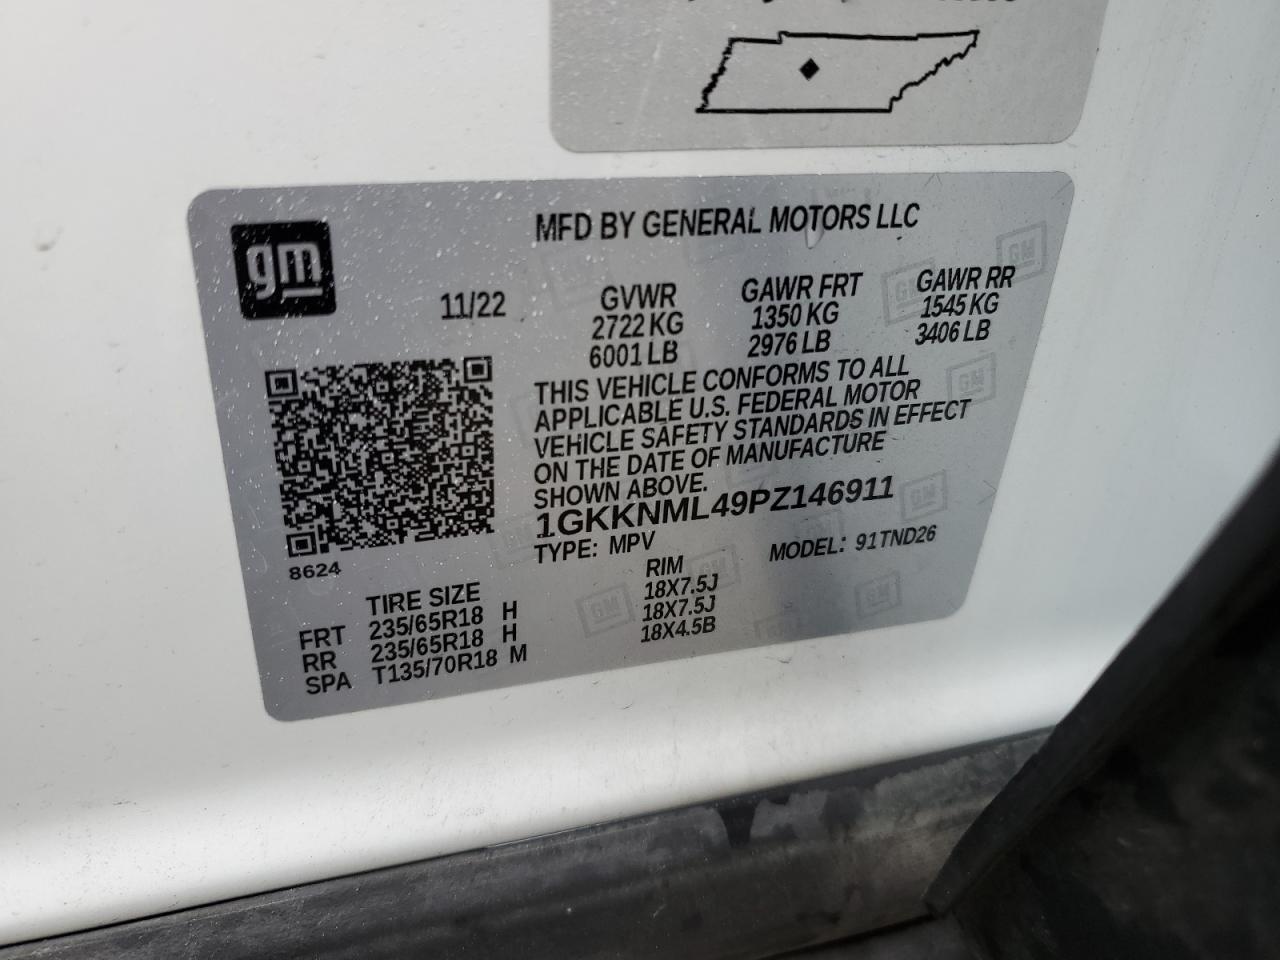 gm
MFD BY GENERAL MOTORS LLC
11/22
GVWR GAWR FRT GAWR RR
2722 KG 1350 KG 1545 KG
6001 LB 2976 LB 3406 LB
THIS VEHICLE CONFORMS TO ALL
APPLICABLE U.S. FEDERAL MOTOR
VEHICLE SAFETY STANDARDS IN EFFECT
ON THE DATE OF MANUFACTURE
SHOWN ABOVE.
1GKKNML49PZ146911
TYPE: MPV MODEL: 91TND26
8624
TIRE SIZE RIM
FRT 235/65R18 H 18X7.5J
RR 235/65R18 H 18X7.5J
SPA T135/70R18 M 18X4.5B